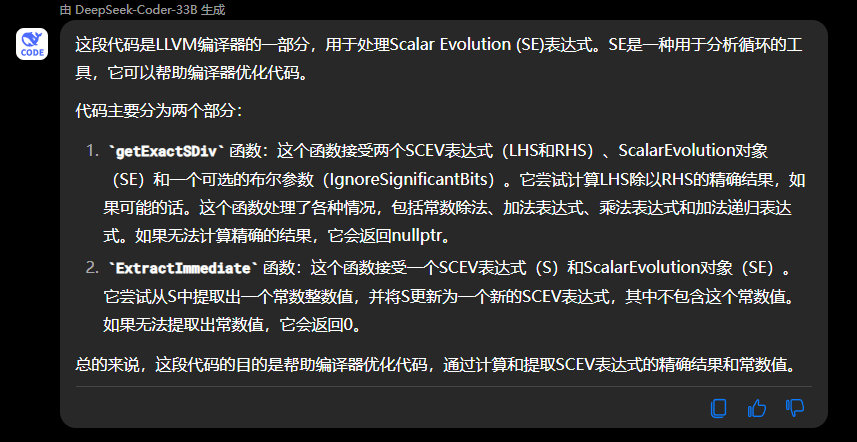 由 DeepSeek-Coder-33B 生成
CODE
这段代码是LLVM编译器的一部分，用于处理Scalar Evolution (SE)表达式。SE是一种用于分析循环的工
具，它可以帮助编译器优化代码。
代码主要分为两个部分：
1. `getExactSDiv` 函数：这个函数接受两个SCEV表达式（LHS和RHS）、ScalarEvolution对象
（SE）和一个可选的布尔参数（IgnoreSignificantBits）。它尝试计算LHS除以RHS的精确结果，如
果可能的话。这个函数处理了各种情况，包括常数除法、加法表达式、乘法表达式和加法递归表达
式。如果无法计算精确的结果，它会返回nullptr。
2. `ExtractImmediate` 函数：这个函数接受一个SCEV表达式（S）和ScalarEvolution对象（SE）。
它尝试从S中提取出一个常数整数值，并将S更新为一个新的SCEV表达式，其中不包含这个常数值。
如果无法提取出常数值，它会返回0。
总的来说，这段代码的目的是帮助编译器优化代码，通过计算和提取SCEV表达式的精确结果和常数值。